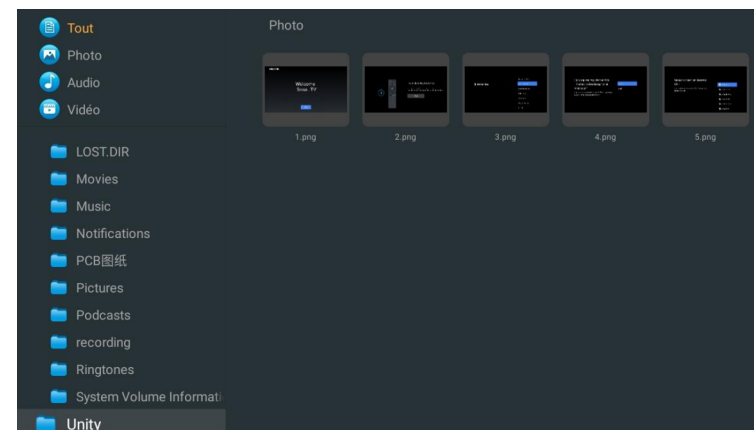 Tout
Photo
Audio
Vidéo
LOST.DIR
Movies
Music
Notifications
PCB图纸
Pictures
Podcasts
recording
Ringtones
System Volume Informati
Unity
Photo
1.png
2.png
3.png
4.png
5.png